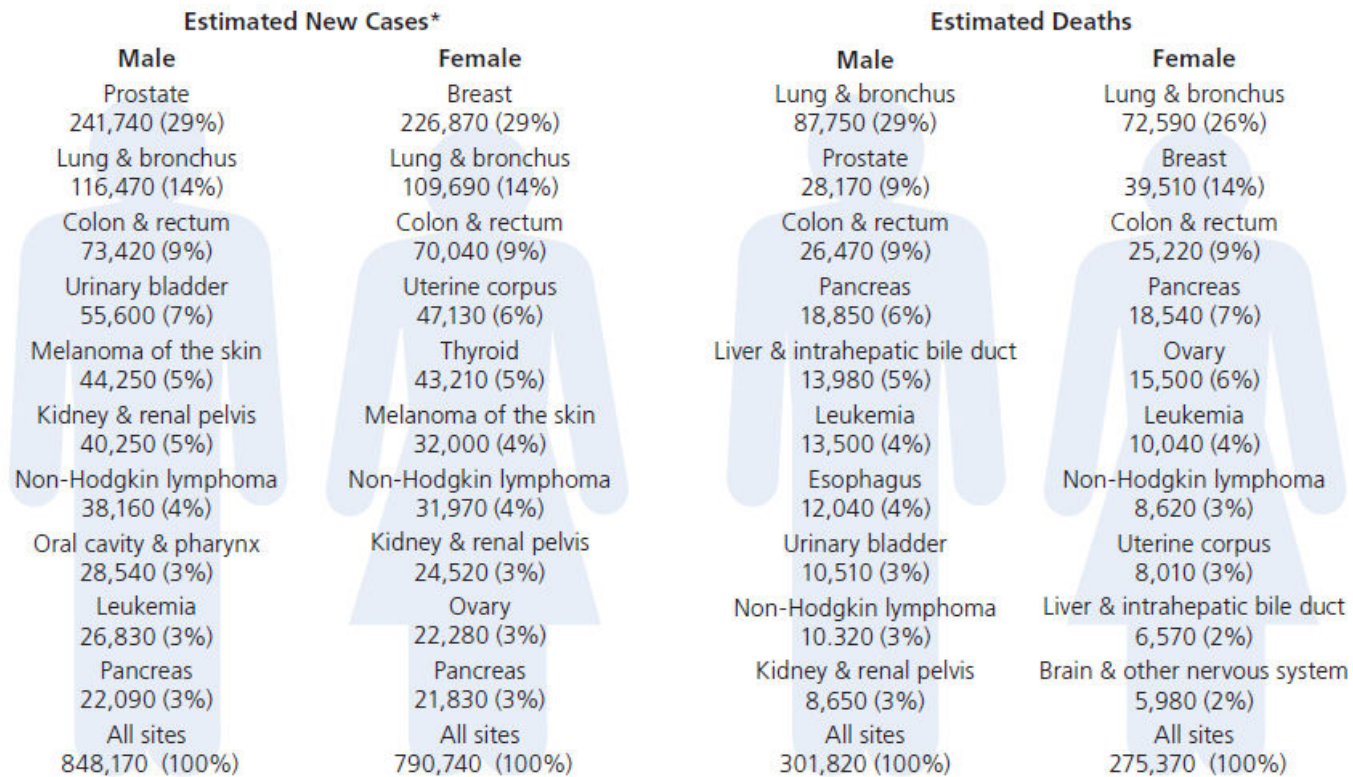 Estimated New Cases*
Male
Prostate
241,740 (29%)
Lung & bronchus
116,470 (14%)
Colon & rectum
73,420 (9%)
Urinary bladder
55,600 (7%)
Melanoma of the skin
44,250 (5%)
Kidney & renal pelvis
40,250 (5%)
Non-Hodgkin lymphoma
38,160 (4%)
Oral cavity & pharynx
28,540 (3%)
Leukemia
26,830 (3%)
Pancreas
22,090 (3%)
All sites
848,170 (100%)
Female
Breast
226,870 (29%)
Lung & bronchus
109,690 (14%)
Colon & rectum
70,040 (9%)
Uterine corpus
47,130 (6%)
Thyroid
43,210 (5%)
Melanoma of the skin
32,000 (4%)
Non-Hodgkin lymphoma
31,970 (4%)
Kidney & renal pelvis
24,520 (3%)
Ovary
22,280 (3%)
Pancreas
21,830 (3%)
All sites
790,740 (100%)
Estimated Deaths
Male
Lung & bronchus
87,750 (29%)
Prostate
28,170 (9%)
Colon & rectum
26,470 (9%)
Pancreas
18,850 (6%)
Liver & intrahepatic bile duct
13,980 (5%)
Leukemia
13,500 (4%)
Esophagus
12,040 (4%)
Urinary bladder
10,510 (3%)
Non-Hodgkin lymphoma
10.320 (3%)
Kidney & renal pelvis
8,650 (3%)
All sites
301,820 (100%)
Female
Lung & bronchus
72,590 (26%)
Breast
39,510 (14%)
Colon & rectum
25,220 (9%)
Pancreas
18,540 (7%)
Ovary
15,500 (6%)
Leukemia
10,040 (4%)
Non-Hodgkin lymphoma
8,620 (3%)
Uterine corpus
8,010 (3%)
Liver & intrahepatic bile duct
6,570 (2%)
Brain & other nervous system
5,980 (2%)
All sites
275,370 (100%)